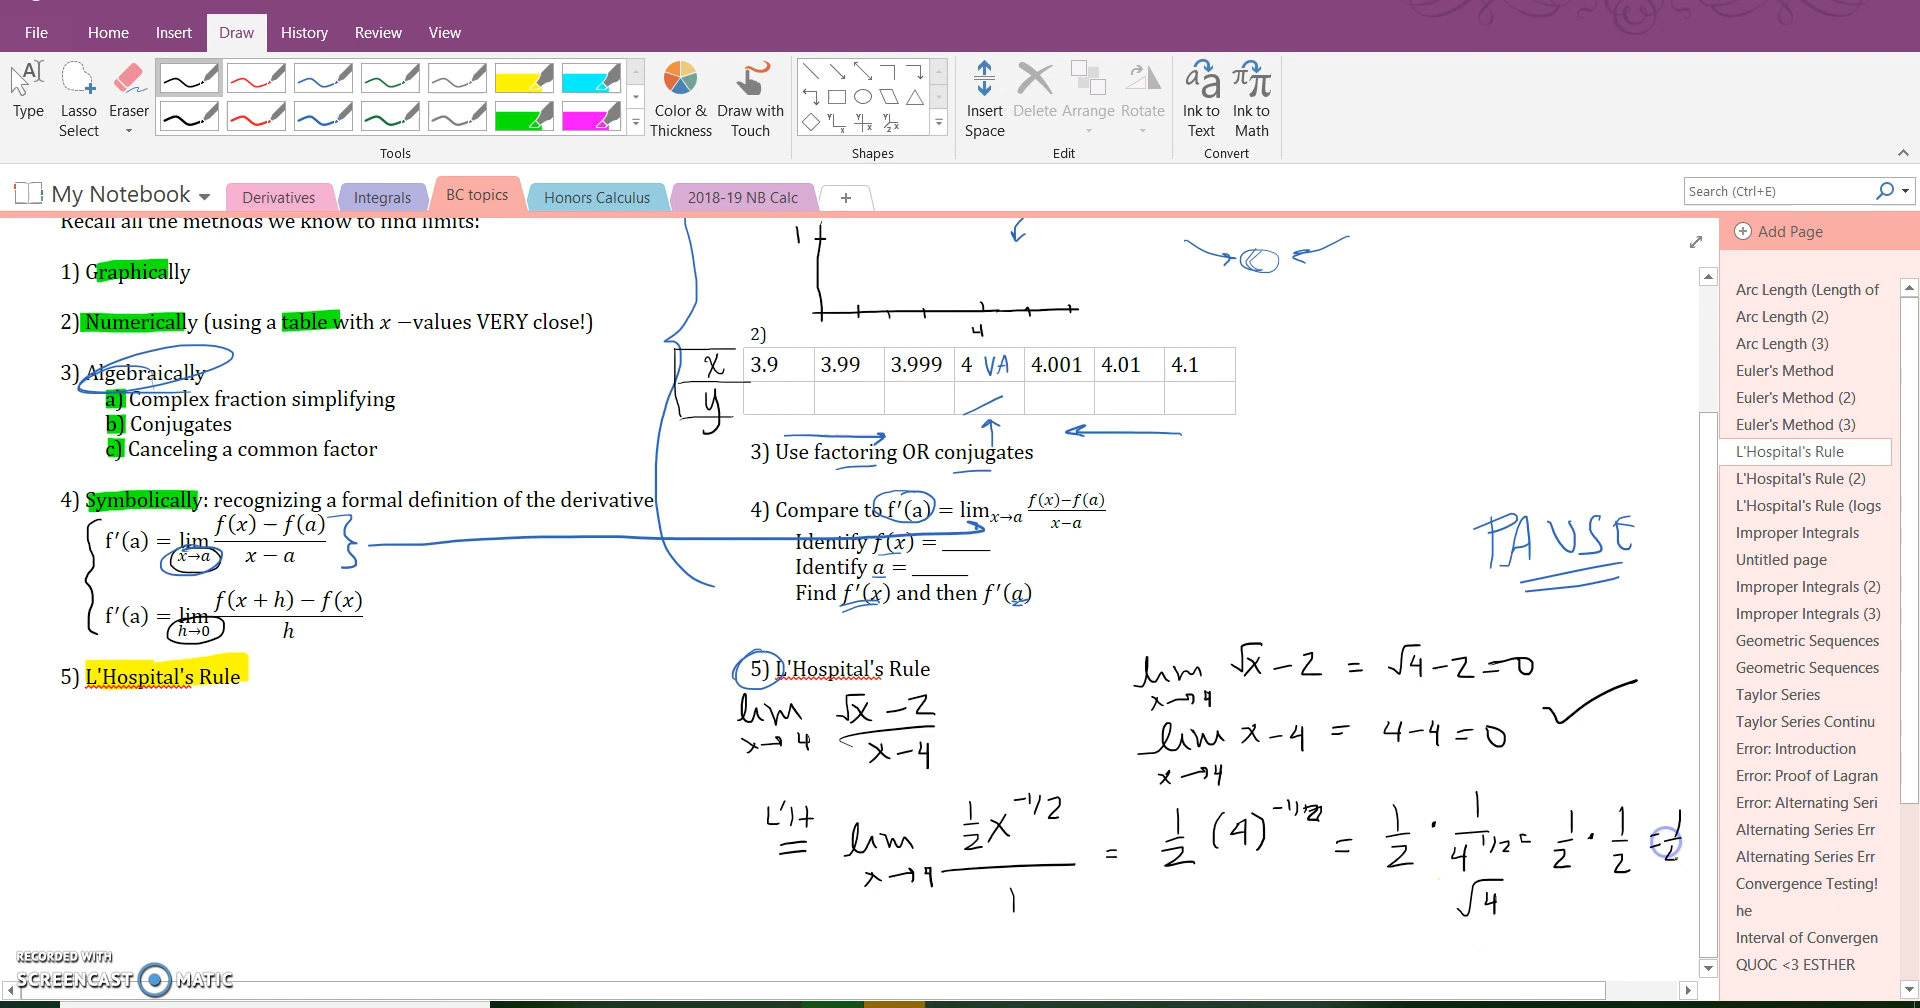 File Home Insert Draw History Review View
Type Lasso Select Eraser
Color & Thickness Draw with Touch
Insert Space Delete Arrange Rotate Ink to Text Ink to Math
Tools Shapes Edit Convert
My Notebook Derivatives Integrals BC topics Honors Calculus 2018-19 NB Calc + Search (Ctrl+E)
Recall all the methods we know to find limits!
1) Graphically
2) Numerically (using a table with x −values VERY close!)
3) Algebraically
a) Complex fraction simplifying
b) Conjugates
c) Canceling a common factor
4) Symbolically: recognizing a formal definition of the derivative
f'(a) = lim x→a f(x) − f(a) / x − a
f'(a) = lim h→0 f(x + h) − f(x) / h
5) L'Hospital's Rule
1
4
2)
x 3.9 3.99 3.999 4 VA 4.001 4.01 4.1
y
3) Use factoring OR conjugates
4) Compare to f'(a) = lim x→a f(x)−f(a) / x−a
Identify f(x) = _____
Identify a = _____
Find f'(x) and then f'(a)
PAUSE
5) L'Hospital's Rule
lim x→4 √x − 2 / x − 4
lim x→4 √x − 2 = √4 − 2 = 0
lim x→4 x − 4 = 4 − 4 = 0
L'H = lim x→4 1/2 x^-1/2 / 1 = 1/2 (4)^-1/2 = 1/2 · 1/4^1/2 = 1/2 · 1/2 = 1/2
√4
RECORDED WITH
SCREENCAST MATIC
Add Page
Arc Length (Length of
Arc Length (2)
Arc Length (3)
Euler's Method
Euler's Method (2)
Euler's Method (3)
L'Hospital's Rule
L'Hospital's Rule (2)
L'Hospital's Rule (logs
Improper Integrals
Untitled page
Improper Integrals (2)
Improper Integrals (3)
Geometric Sequences
Geometric Sequences
Taylor Series
Taylor Series Continu
Error: Introduction
Error: Proof of Lagran
Error: Alternating Seri
Alternating Series Err
Alternating Series Err
Convergence Testing!
he
Interval of Convergen
QUOC <3 ESTHER